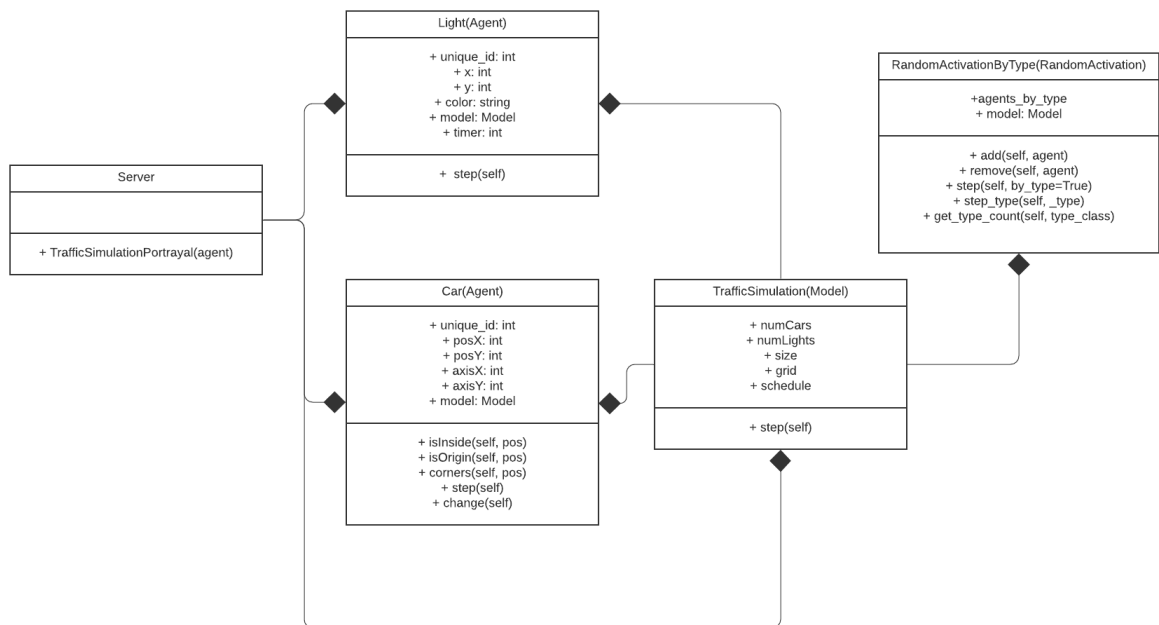 Server
+ TrafficSimulationPortrayal(agent)
Light(Agent)
+ unique_id: int
+ x: int
+ y: int
+ color: string
+ model: Model
+ timer: int
+ step(self)
Car(Agent)
+ unique_id: int
+ posX: int
+ posY: int
+ axisX: int
+ axisY: int
+ model: Model
+ isInside(self, pos)
+ isOrigin(self, pos)
+ corners(self, pos)
+ step(self)
+ change(self)
TrafficSimulation(Model)
+ numCars
+ numLights
+ size
+ grid
+ schedule
+ step(self)
RandomActivationByType(RandomActivation)
+agents_by_type
+ model: Model
+ add(self, agent)
+ remove(self, agent)
+ step(self, by_type=True)
+ step_type(self, _type)
+ get_type_count(self, type_class)